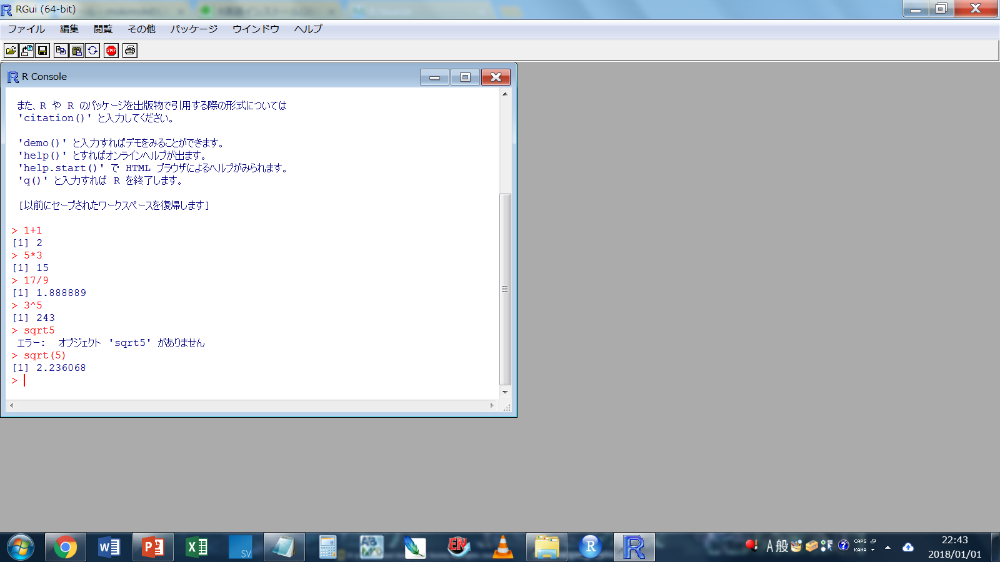 RGui (64-bit)
ファイル 編集 閲覧 その他 パッケージ ウインドウ ヘルプ
STOP
R Console
また、R や R のパッケージを出版物で引用する際の形式については
'citation()' と入力してください。
'demo()' と入力すればデモをみることができます。
'help()' とすればオンラインヘルプが出ます。
'help.start()' で HTML ブラウザによるヘルプがみられます。
'q()' と入力すれば R を終了します。
[以前にセーブされたワークスペースを復帰します]
> 1+1
[1] 2
> 5*3
[1] 15
> 17/9
[1] 1.888889
> 3^5
[1] 243
> sqrt5
エラー: オブジェクト 'sqrt5' がありません
> sqrt(5)
[1] 2.236068
>
SV
A 般
CAPS
KANA
22:43
2018/01/01